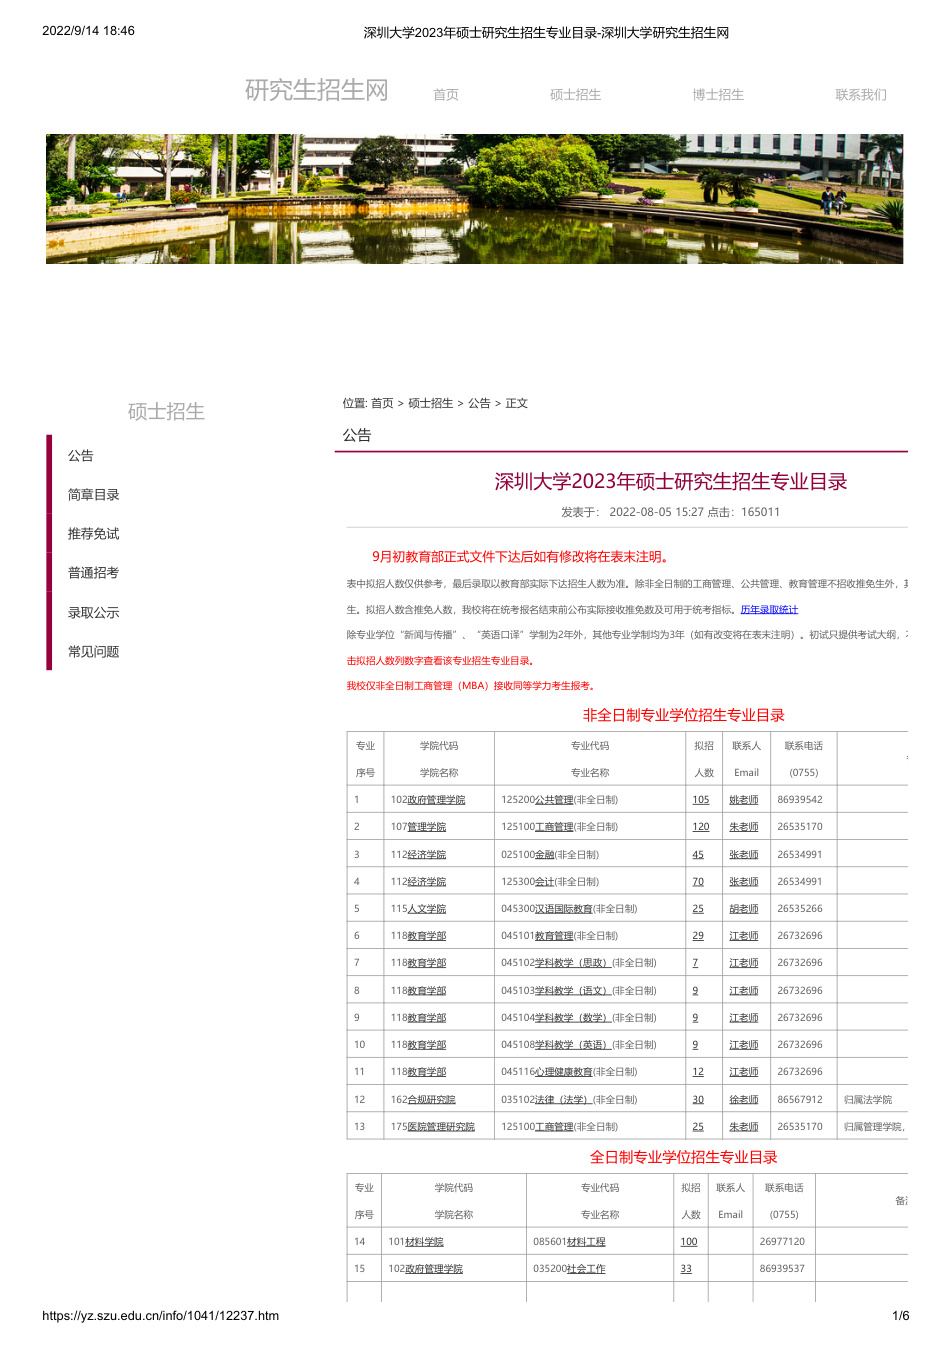 2022/9/14 18:46 深圳大学2023年硕士研究生招生专业目录-深圳大学研究生招生网
研究生招生网 首页 硕士招生 博士招生 联系我们
硕士招生
公告
简章目录
推荐免试
普通招考
录取公示
常见问题
位置: 首页 > 硕士招生 > 公告 > 正文
公告
深圳大学2023年硕士研究生招生专业目录
发表于： 2022-08-05 15:27 点击：165011
9月初教育部正式文件下达后如有修改将在表末注明。
表中拟招人数仅供参考，最后录取以教育部实际下达招生人数为准。除非全日制的工商管理、公共管理、教育管理不招收推免生外，
生。拟招人数含推免人数，我校将在统考报名结束前公布实际接收推免数及可用于统考指标。历年录取统计
除专业学位“新闻与传播”、“英语口译”学制为2年外，其他专业学制均为3年（如有改变将在表末注明）。初试只提供考试大纲，
击拟招人数列数字查看该专业招生专业目录。
我校仅非全日制工商管理（MBA）接收同等学力考生报考。
非全日制专业学位招生专业目录
专业 学院代码 专业代码 拟招 联系人 联系电话
序号 学院名称 专业名称 人数 Email (0755)
1 102政府管理学院 125200公共管理(非全日制) 105 姚老师 86939542
2 107管理学院 125100工商管理(非全日制) 120 朱老师 26535170
3 112经济学院 025100金融(非全日制) 45 张老师 26534991
4 112经济学院 125300会计(非全日制) 70 张老师 26534991
5 115人文学院 045300汉语国际教育(非全日制) 25 胡老师 26535266
6 118教育学部 045101教育管理(非全日制) 29 江老师 26732696
7 118教育学部 045102学科教学（思政）(非全日制) 7 江老师 26732696
8 118教育学部 045103学科教学（语文）(非全日制) 9 江老师 26732696
9 118教育学部 045104学科教学（数学）(非全日制) 9 江老师 26732696
10 118教育学部 045108学科教学（英语）(非全日制) 9 江老师 26732696
11 118教育学部 045116心理健康教育(非全日制) 12 江老师 26732696
12 162合规研究院 035102法律（法学）(非全日制) 30 徐老师 86567912 归属法学院
13 175医院管理研究院 125100工商管理(非全日制) 25 朱老师 26535170 归属管理学院，
全日制专业学位招生专业目录
专业 学院代码 专业代码 拟招 联系人 联系电话 备
序号 学院名称 专业名称 人数 Email (0755)
14 101材料学院 085601材料工程 100 26977120
15 102政府管理学院 035200社会工作 33 86939537
https://yz.szu.edu.cn/info/1041/12237.htm 1/6